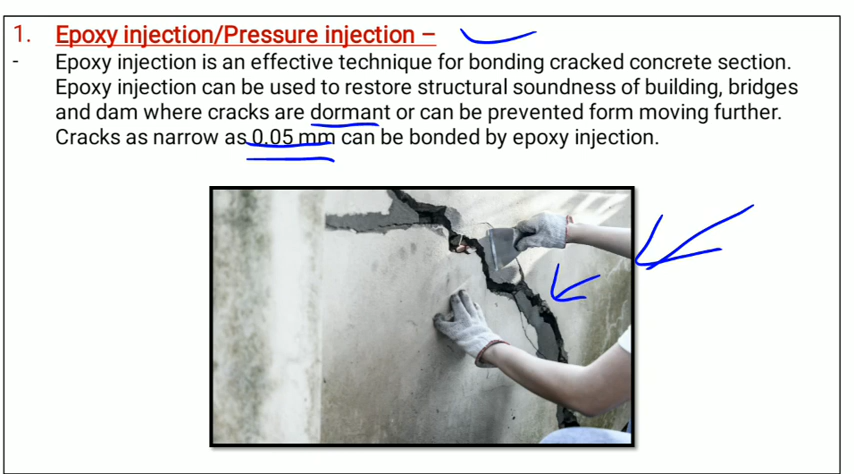 1. Epoxy injection/Pressure injection –
- Epoxy injection is an effective technique for bonding cracked concrete section.
Epoxy injection can be used to restore structural soundness of building, bridges
and dam where cracks are dormant or can be prevented form moving further.
Cracks as narrow as 0.05 mm can be bonded by epoxy injection.